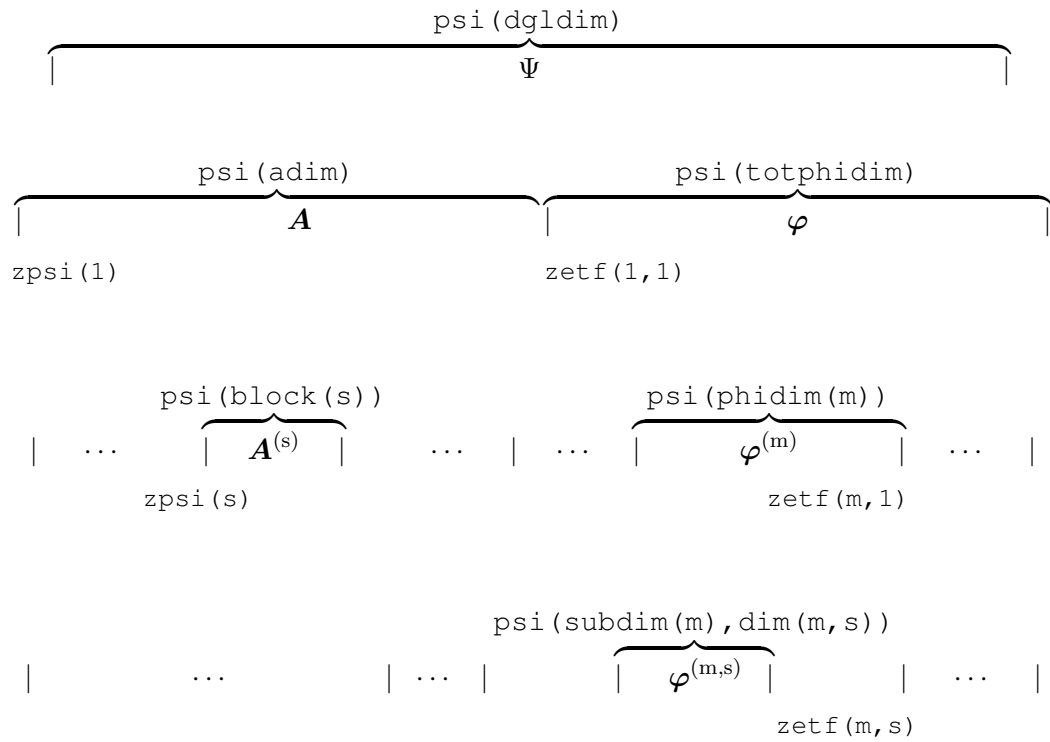 psi(dgldim)
| Ψ |
psi(adim) psi(totphidim)
| A | φ |
zpsi(1) zetf(1,1)
psi(block(s)) psi(phidim(m))
| ··· | A^(s) | ··· | ··· | φ^(m) | ··· |
zpsi(s) zetf(m,1)
psi(subdim(m),dim(m,s))
| ··· | ··· | | φ^(m,s) | | ··· |
zetf(m,s)